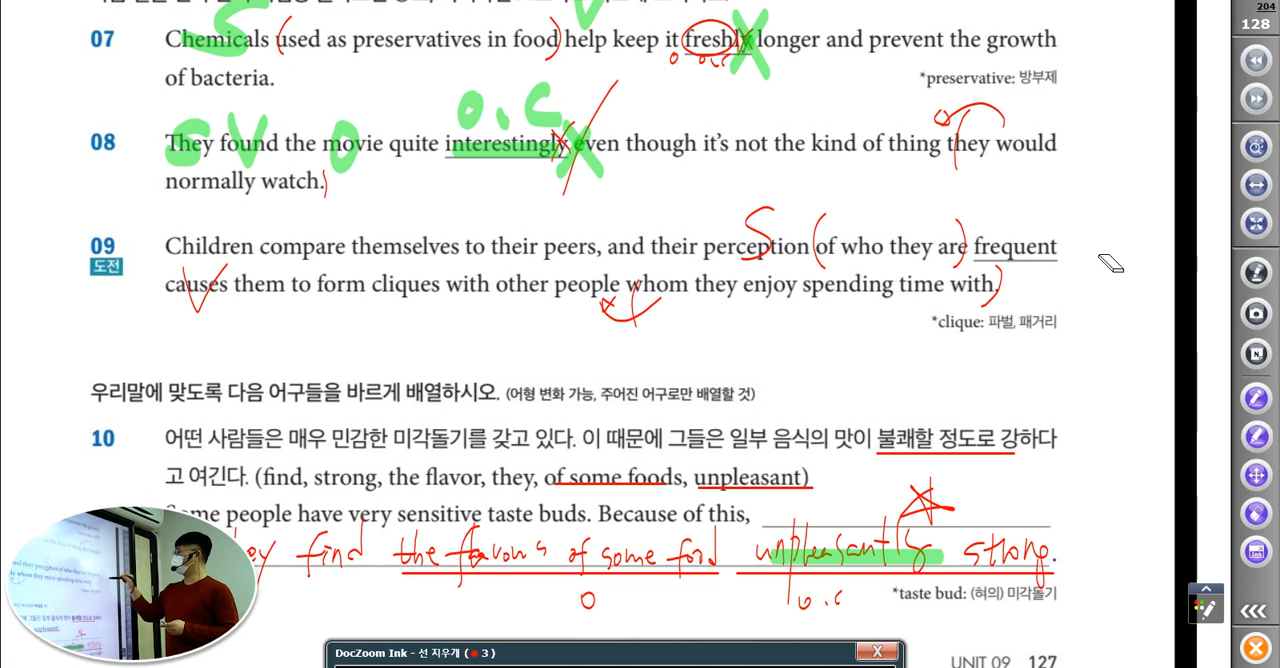 204
128
07 Chemicals used as preservatives in food help keep it freshly longer and prevent the growth
of bacteria.
*preservative: 방부제
S
V
o
o.c
X
08 They found the movie quite interestingly even though it's not the kind of thing they would
normally watch.
S V O O.C X
09 Children compare themselves to their peers, and their perception of who they are frequent
도전
causes them to form cliques with other people whom they enjoy spending time with.
*clique: 파벌, 패거리
S
V
우리말에 맞도록 다음 어구들을 바르게 배열하시오. (어형 변화 가능, 주어진 어구로만 배열할 것)
10 어떤 사람들은 매우 민감한 미각돌기를 갖고 있다. 이 때문에 그들은 일부 음식의 맛이 불쾌할 정도로 강하다
고 여긴다. (find, strong, the flavor, they, of some foods, unpleasant)
people have very sensitive taste buds. Because of this,
find the flavors of some food unpleasantly strong.
O
o.c
*taste bud: (혀의) 미각돌기
DocZoom Ink - 선 지우개 ( 3 )
X
UNIT 09 127